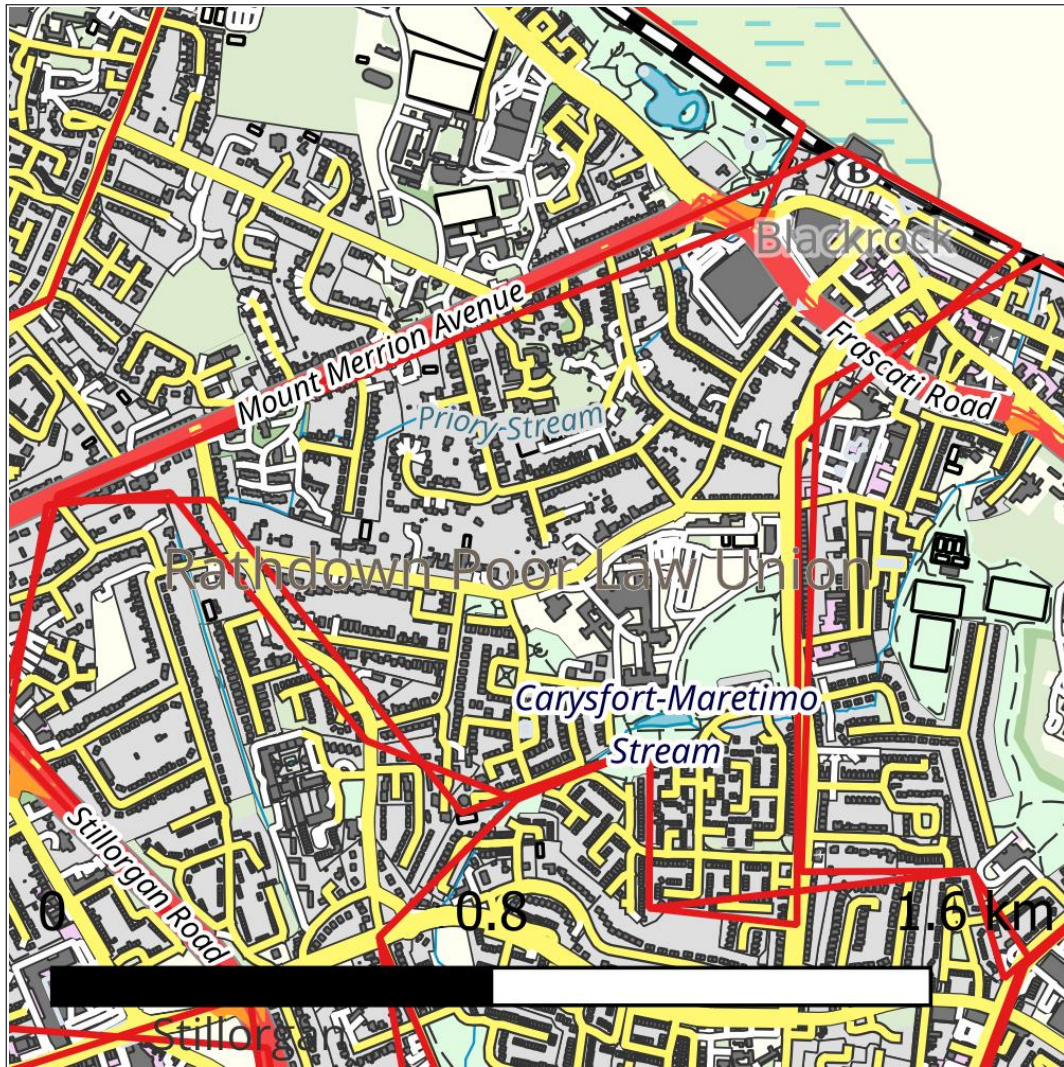 B
Blackrock
Mount Merrion Avenue
Frascati Road
Priory-Stream
Rathdown Poor Law Union
Carysfort-Maretimo
Stream
Stillorgan Road
0 0.8 1.6 km
Stillorgan